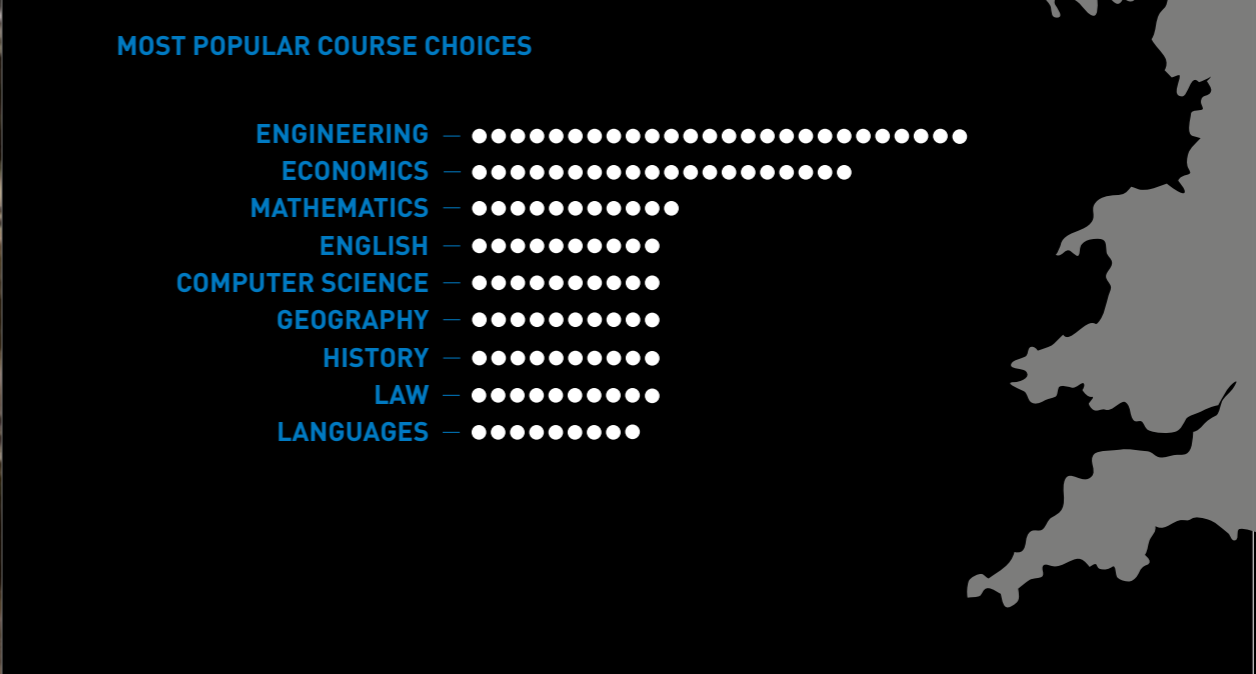 MOST POPULAR COURSE CHOICES
ENGINEERING —
ECONOMICS —
MATHEMATICS —
ENGLISH —
COMPUTER SCIENCE —
GEOGRAPHY —
HISTORY —
LAW —
LANGUAGES —